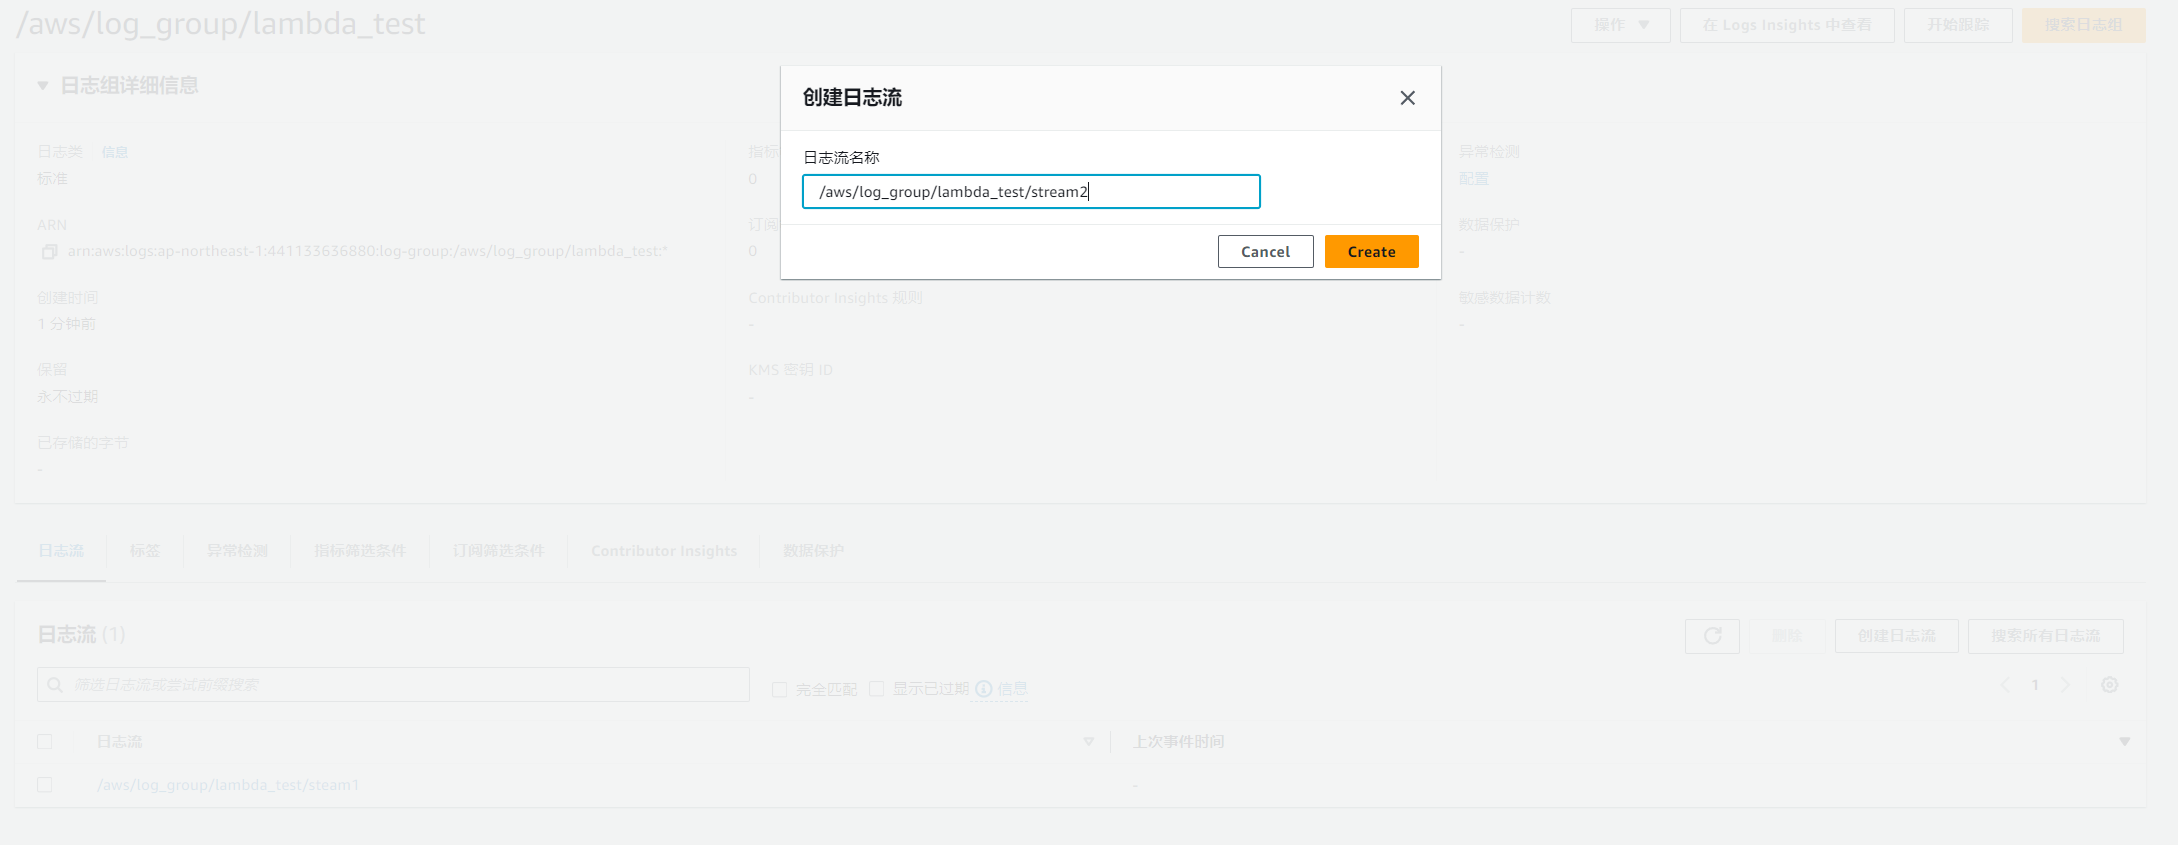 /aws/log_group/lambda_test
操作
在 Logs Insights 中查看
开始跟踪
搜索日志组
日志组详细信息
创建日志流
日志流名称
/aws/log_group/lambda_test/stream2
Cancel
Create
日志类
信息
标准
指标
0
异常检测
配置
ARN
arn:aws:logs:ap-northeast-1:441133636880:log-group:/aws/log_group/lambda_test:*
订阅
0
数据保护
-
创建时间
1 分钟前
Contributor Insights 规则
-
敏感数据计数
-
保留
永不过期
KMS 密钥 ID
-
已存储的字节
-
日志流
标签
异常检测
指标筛选条件
订阅筛选条件
Contributor Insights
数据保护
日志流 (1)
删除
创建日志流
搜索所有日志流
筛选日志流或尝试前缀搜索
完全匹配
显示已过期
信息
1
日志流
上次事件时间
/aws/log_group/lambda_test/steam1
-